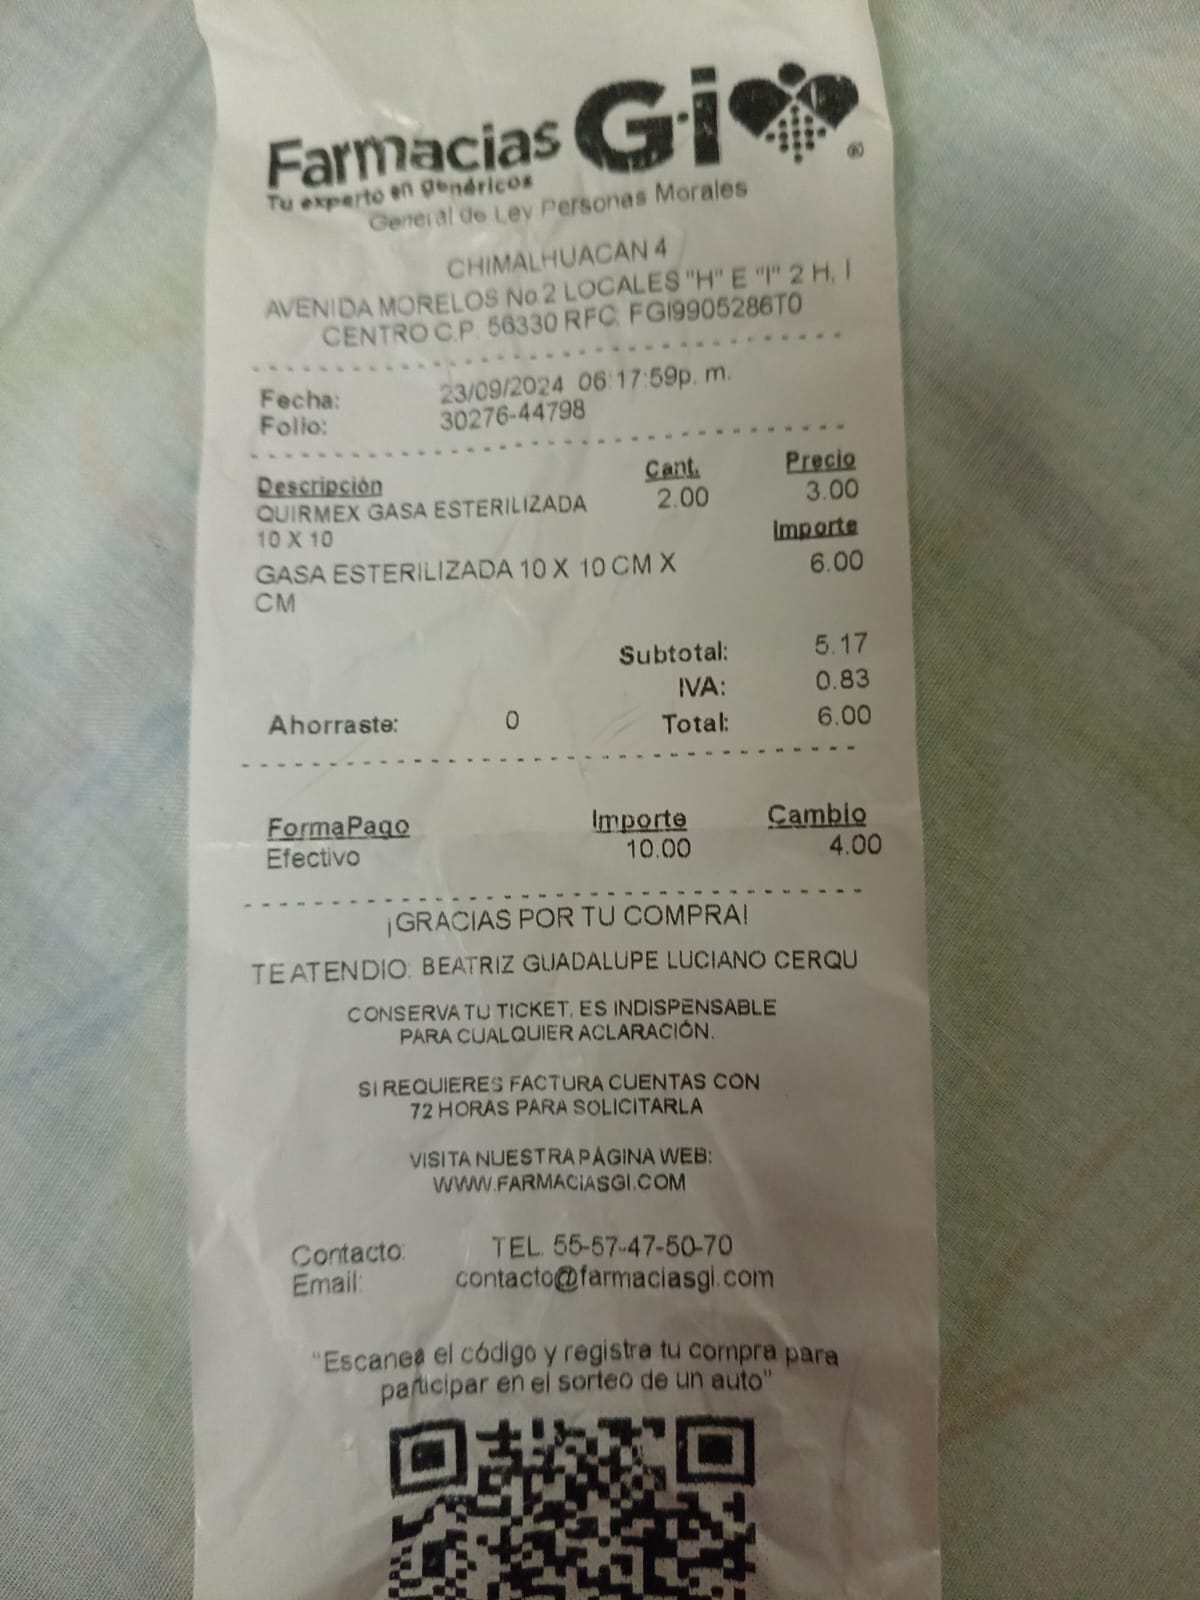 Farmacias G·i ®
Tu experto en genéricos
General de Ley Personas Morales
CHIMALHUACAN 4
AVENIDA MORELOS No.2 LOCALES "H" E "I" 2 H, I
CENTRO C.P. 56330 RFC. FGI9905286T0
Fecha: 23/09/2024 06:17:59p. m.
Folio: 30276-44798
Descripción Cant. Precio
QUIRMEX GASA ESTERILIZADA 2.00 3.00
10 X 10 Importe
GASA ESTERILIZADA 10 X 10 CM X 6.00
CM
Subtotal: 5.17
IVA: 0.83
Ahorraste: 0 Total: 6.00
FormaPago Importe Cambio
Efectivo 10.00 4.00
¡GRACIAS POR TU COMPRA!
TE ATENDIO: BEATRIZ GUADALUPE LUCIANO CERQU
CONSERVA TU TICKET, ES INDISPENSABLE
PARA CUALQUIER ACLARACIÓN.
SI REQUIERES FACTURA CUENTAS CON
72 HORAS PARA SOLICITARLA
VISITA NUESTRA PÁGINA WEB:
WWW.FARMACIASGI.COM
Contacto: TEL. 55-57-47-50-70
Email: contacto@farmaciasgi.com
"Escanea el código y registra tu compra para
participar en el sorteo de un auto"